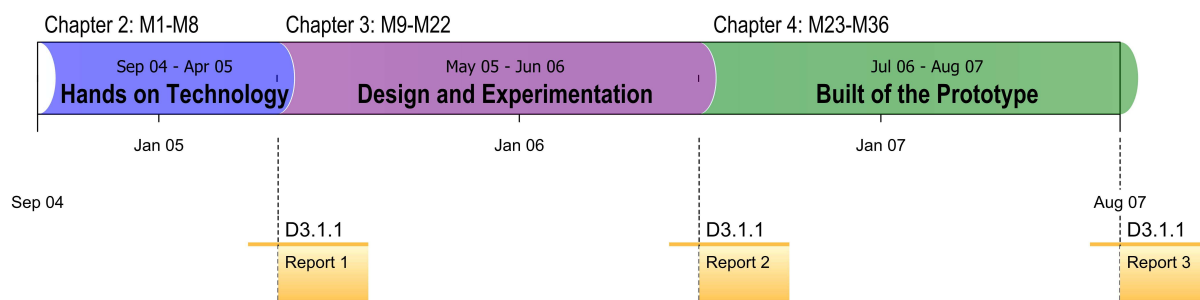 Chapter 2: M1-M8
Chapter 3: M9-M22
Chapter 4: M23-M36
Sep 04 - Apr 05
May 05 - Jun 06
Jul 06 - Aug 07
Hands on Technology
Design and Experimentation
Built of the Prototype
Jan 05
Jan 06
Jan 07
Sep 04
Aug 07
D3.1.1
D3.1.1
D3.1.1
Report 1
Report 2
Report 3